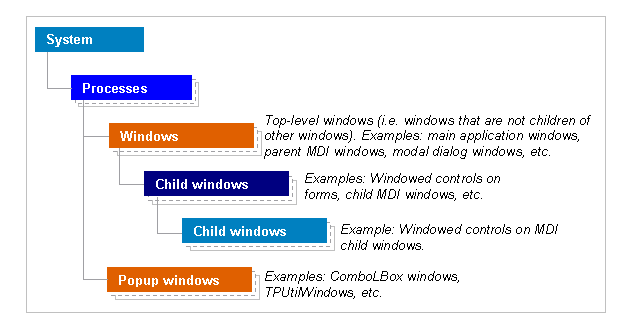 System
Processes
Windows
Top-level windows (i.e. windows that are not children of
other windows). Examples: main application windows,
parent MDI windows, modal dialog windows, etc.
Child windows
Examples: Windowed controls on
forms, child MDI windows, etc.
Child windows
Example: Windowed controls on MDI
child windows.
Popup windows
Examples: ComboLBox windows,
TPUtilWindows, etc.